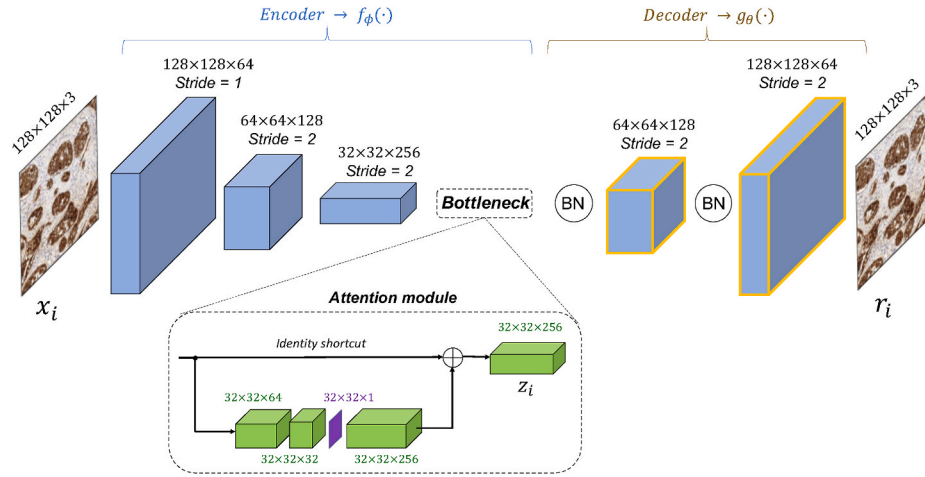 Encoder → f_ϕ(·)
Decoder → g_θ(·)
128×128×3
128×128×64
Stride = 1
64×64×128
Stride = 2
32×32×256
Stride = 2
Bottleneck
BN
64×64×128
Stride = 2
BN
128×128×64
Stride = 2
128×128×3
x_i
r_i
Attention module
Identity shortcut
32×32×256
z_i
32×32×64
32×32×1
32×32×32
32×32×256